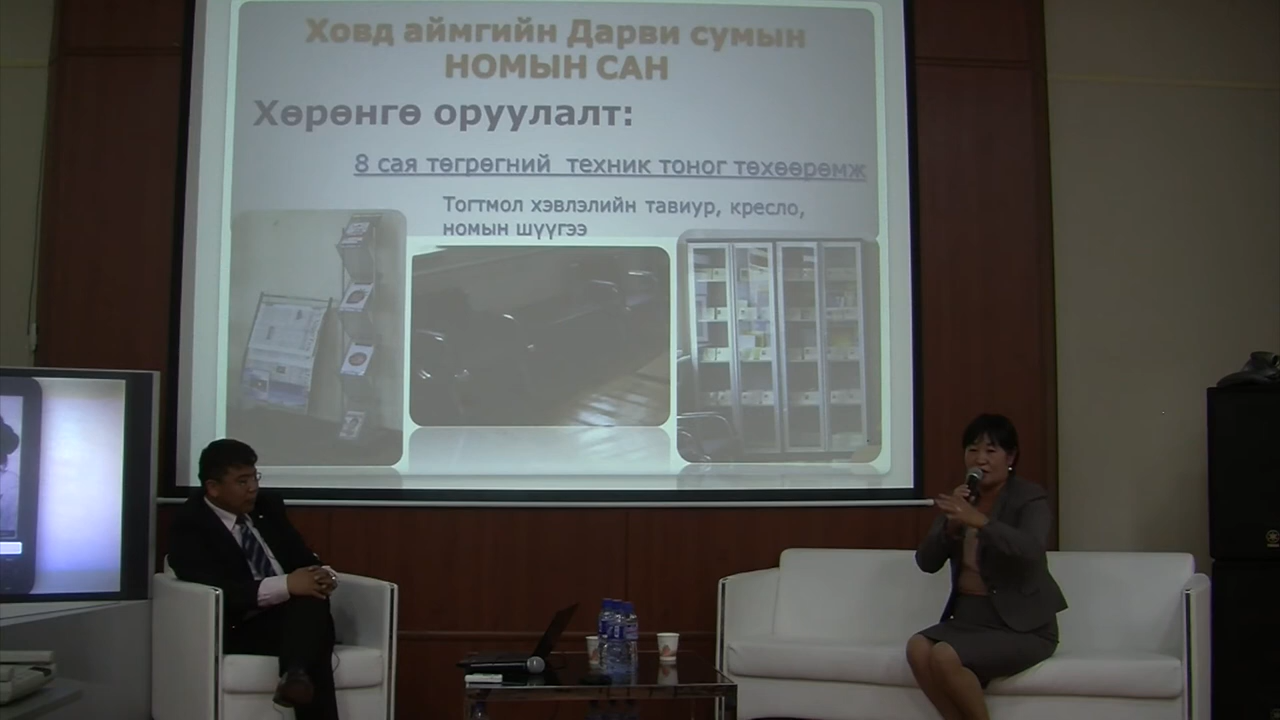 Ховд аймгийн Дарви сумын
НОМЫН САН
Хөрөнгө оруулалт:
8 сая төгрөгний техник тоног төхөөрөмж
Тогтмол хэвлэлийн тавиур, кресло,
номын шүүгээ